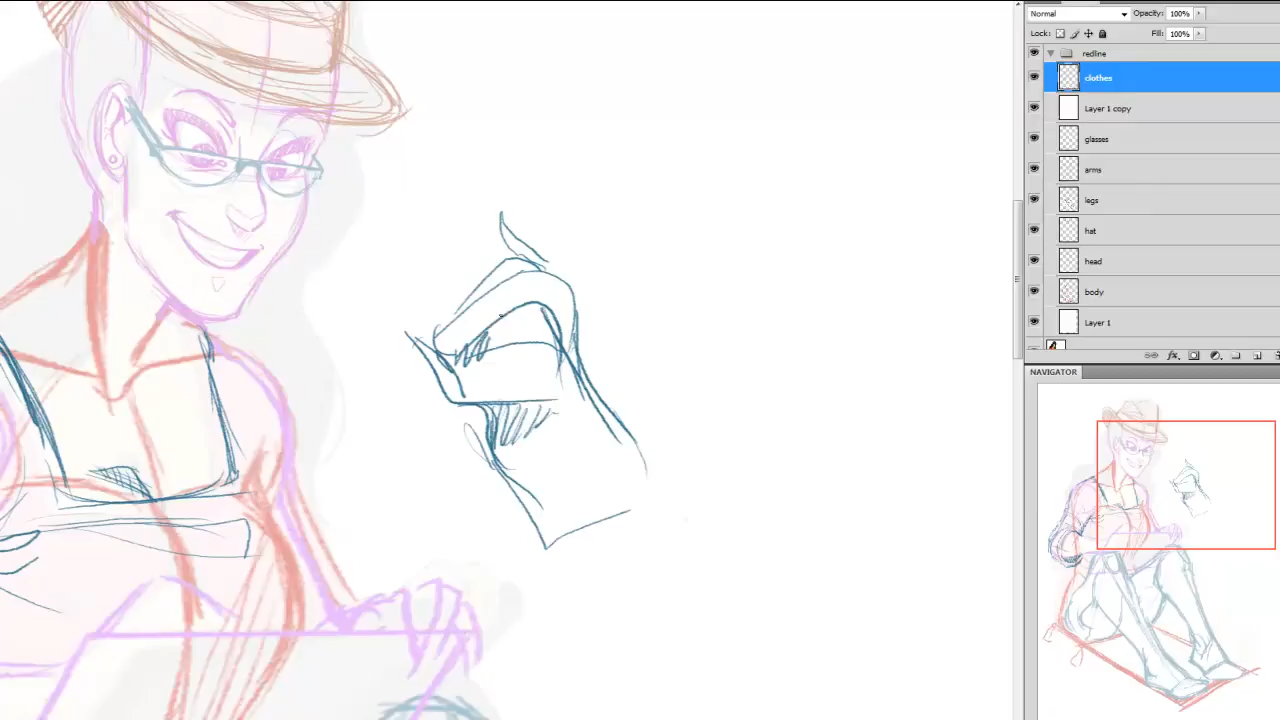 Normal
Opacity: 100%
Lock:
Fill: 100%
redline
clothes
Layer 1 copy
glasses
arms
legs
hat
head
body
Layer 1
fx
NAVIGATOR